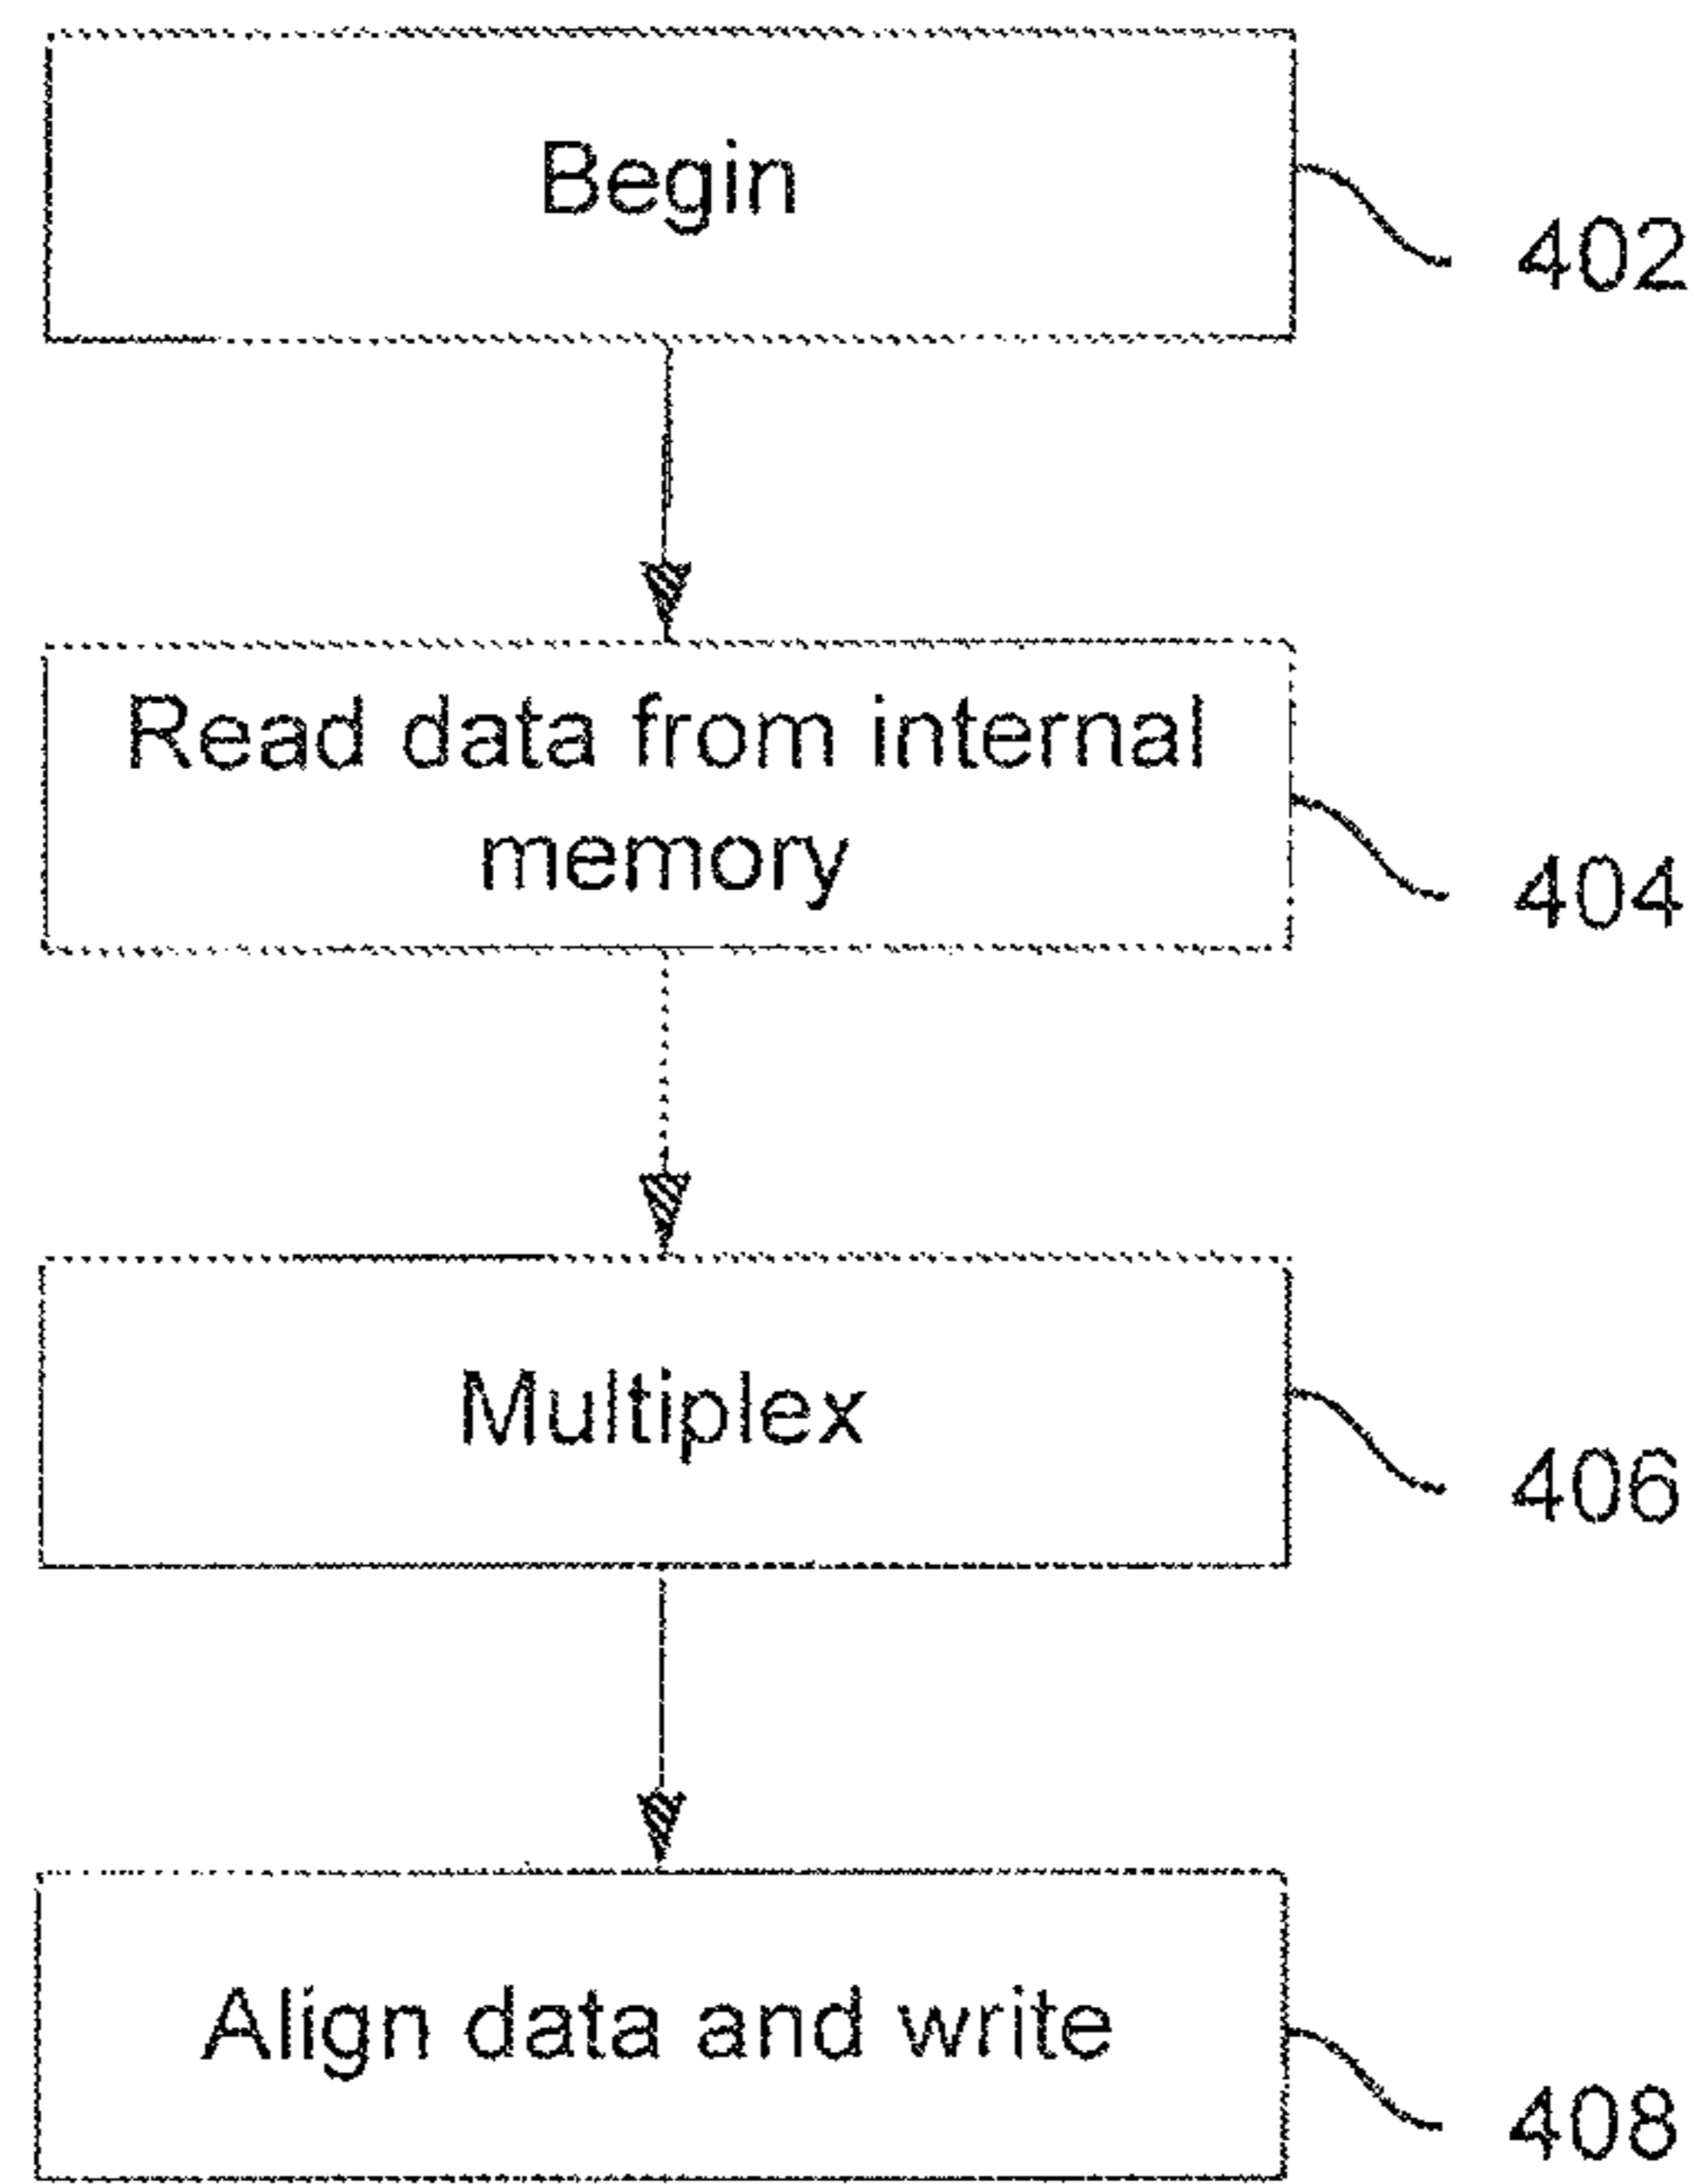 Begin
402
Read data from internal
memory
404
Multiplex
406
Align data and write
408